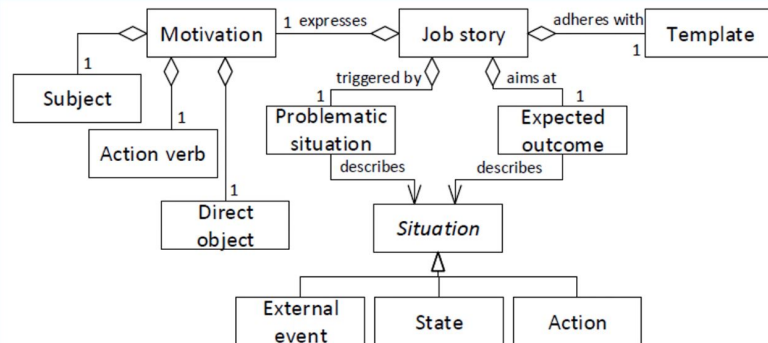 Motivation
1 expresses
Job story
adheres with
1
Template
1
Subject
triggered by
aims at
1
Action verb
1
Problematic
situation
1
Expected
outcome
describes
describes
1
Direct
object
Situation
External
event
State
Action